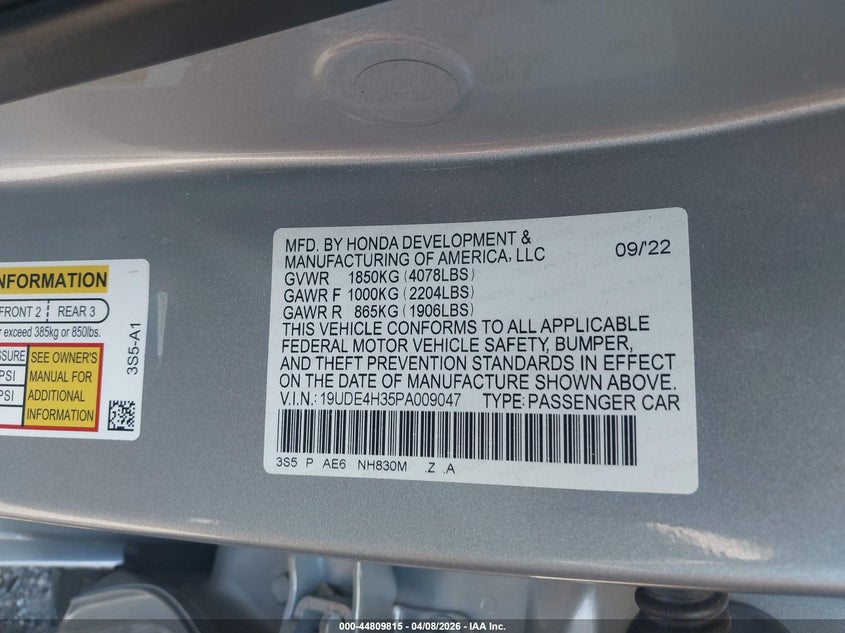 MFD. BY HONDA DEVELOPMENT &
MANUFACTURING OF AMERICA, LLC 09/'22
GVWR 1850KG (4078LBS)
GAWR F 1000KG (2204LBS)
GAWR R 865KG (1906LBS)
THIS VEHICLE CONFORMS TO ALL APPLICABLE
FEDERAL MOTOR VEHICLE SAFETY, BUMPER,
AND THEFT PREVENTION STANDARDS IN EFFECT
ON THE DATE OF MANUFACTURE SHOWN ABOVE.
V.I.N.: 19UDE4H35PA009047 TYPE: PASSENGER CAR
3S5 P AE6 NH830M .Z .A
NFORMATION
FRONT 2 REAR 3
exceed 385kg or 850lbs.
SSURE
PSI
PSI
SEE OWNER'S
MANUAL FOR
ADDITIONAL
INFORMATION
3S5-A1
000-44809815 - 04/08/2026 - IAA Inc.